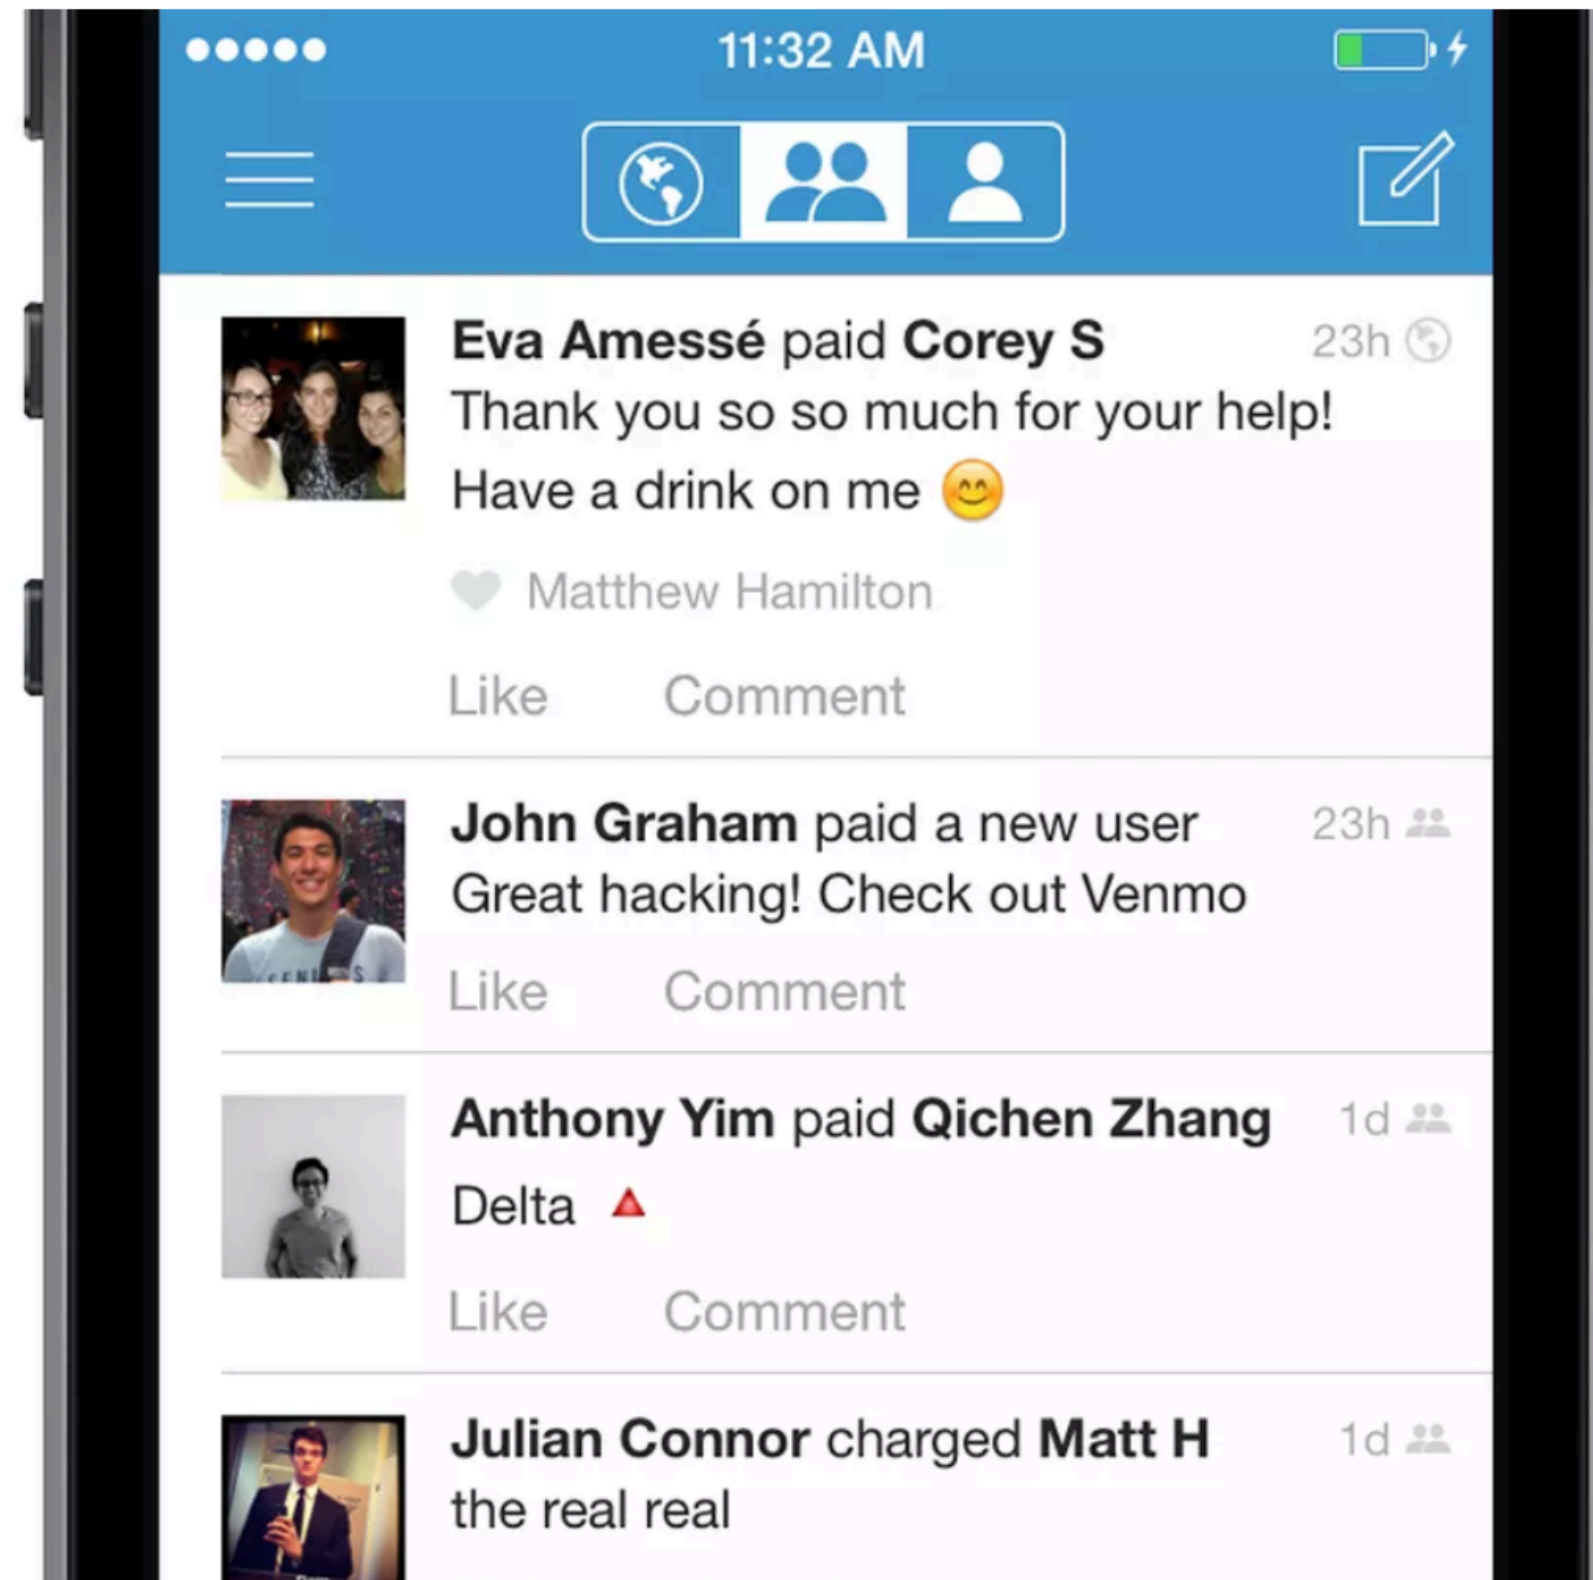 11:32 AM
Eva Amessé paid Corey S 23h
Thank you so so much for your help!
Have a drink on me 😊
Matthew Hamilton
Like Comment
John Graham paid a new user 23h
Great hacking! Check out Venmo
Like Comment
Anthony Yim paid Qichen Zhang 1d
Delta 🔺
Like Comment
Julian Connor charged Matt H 1d
the real real